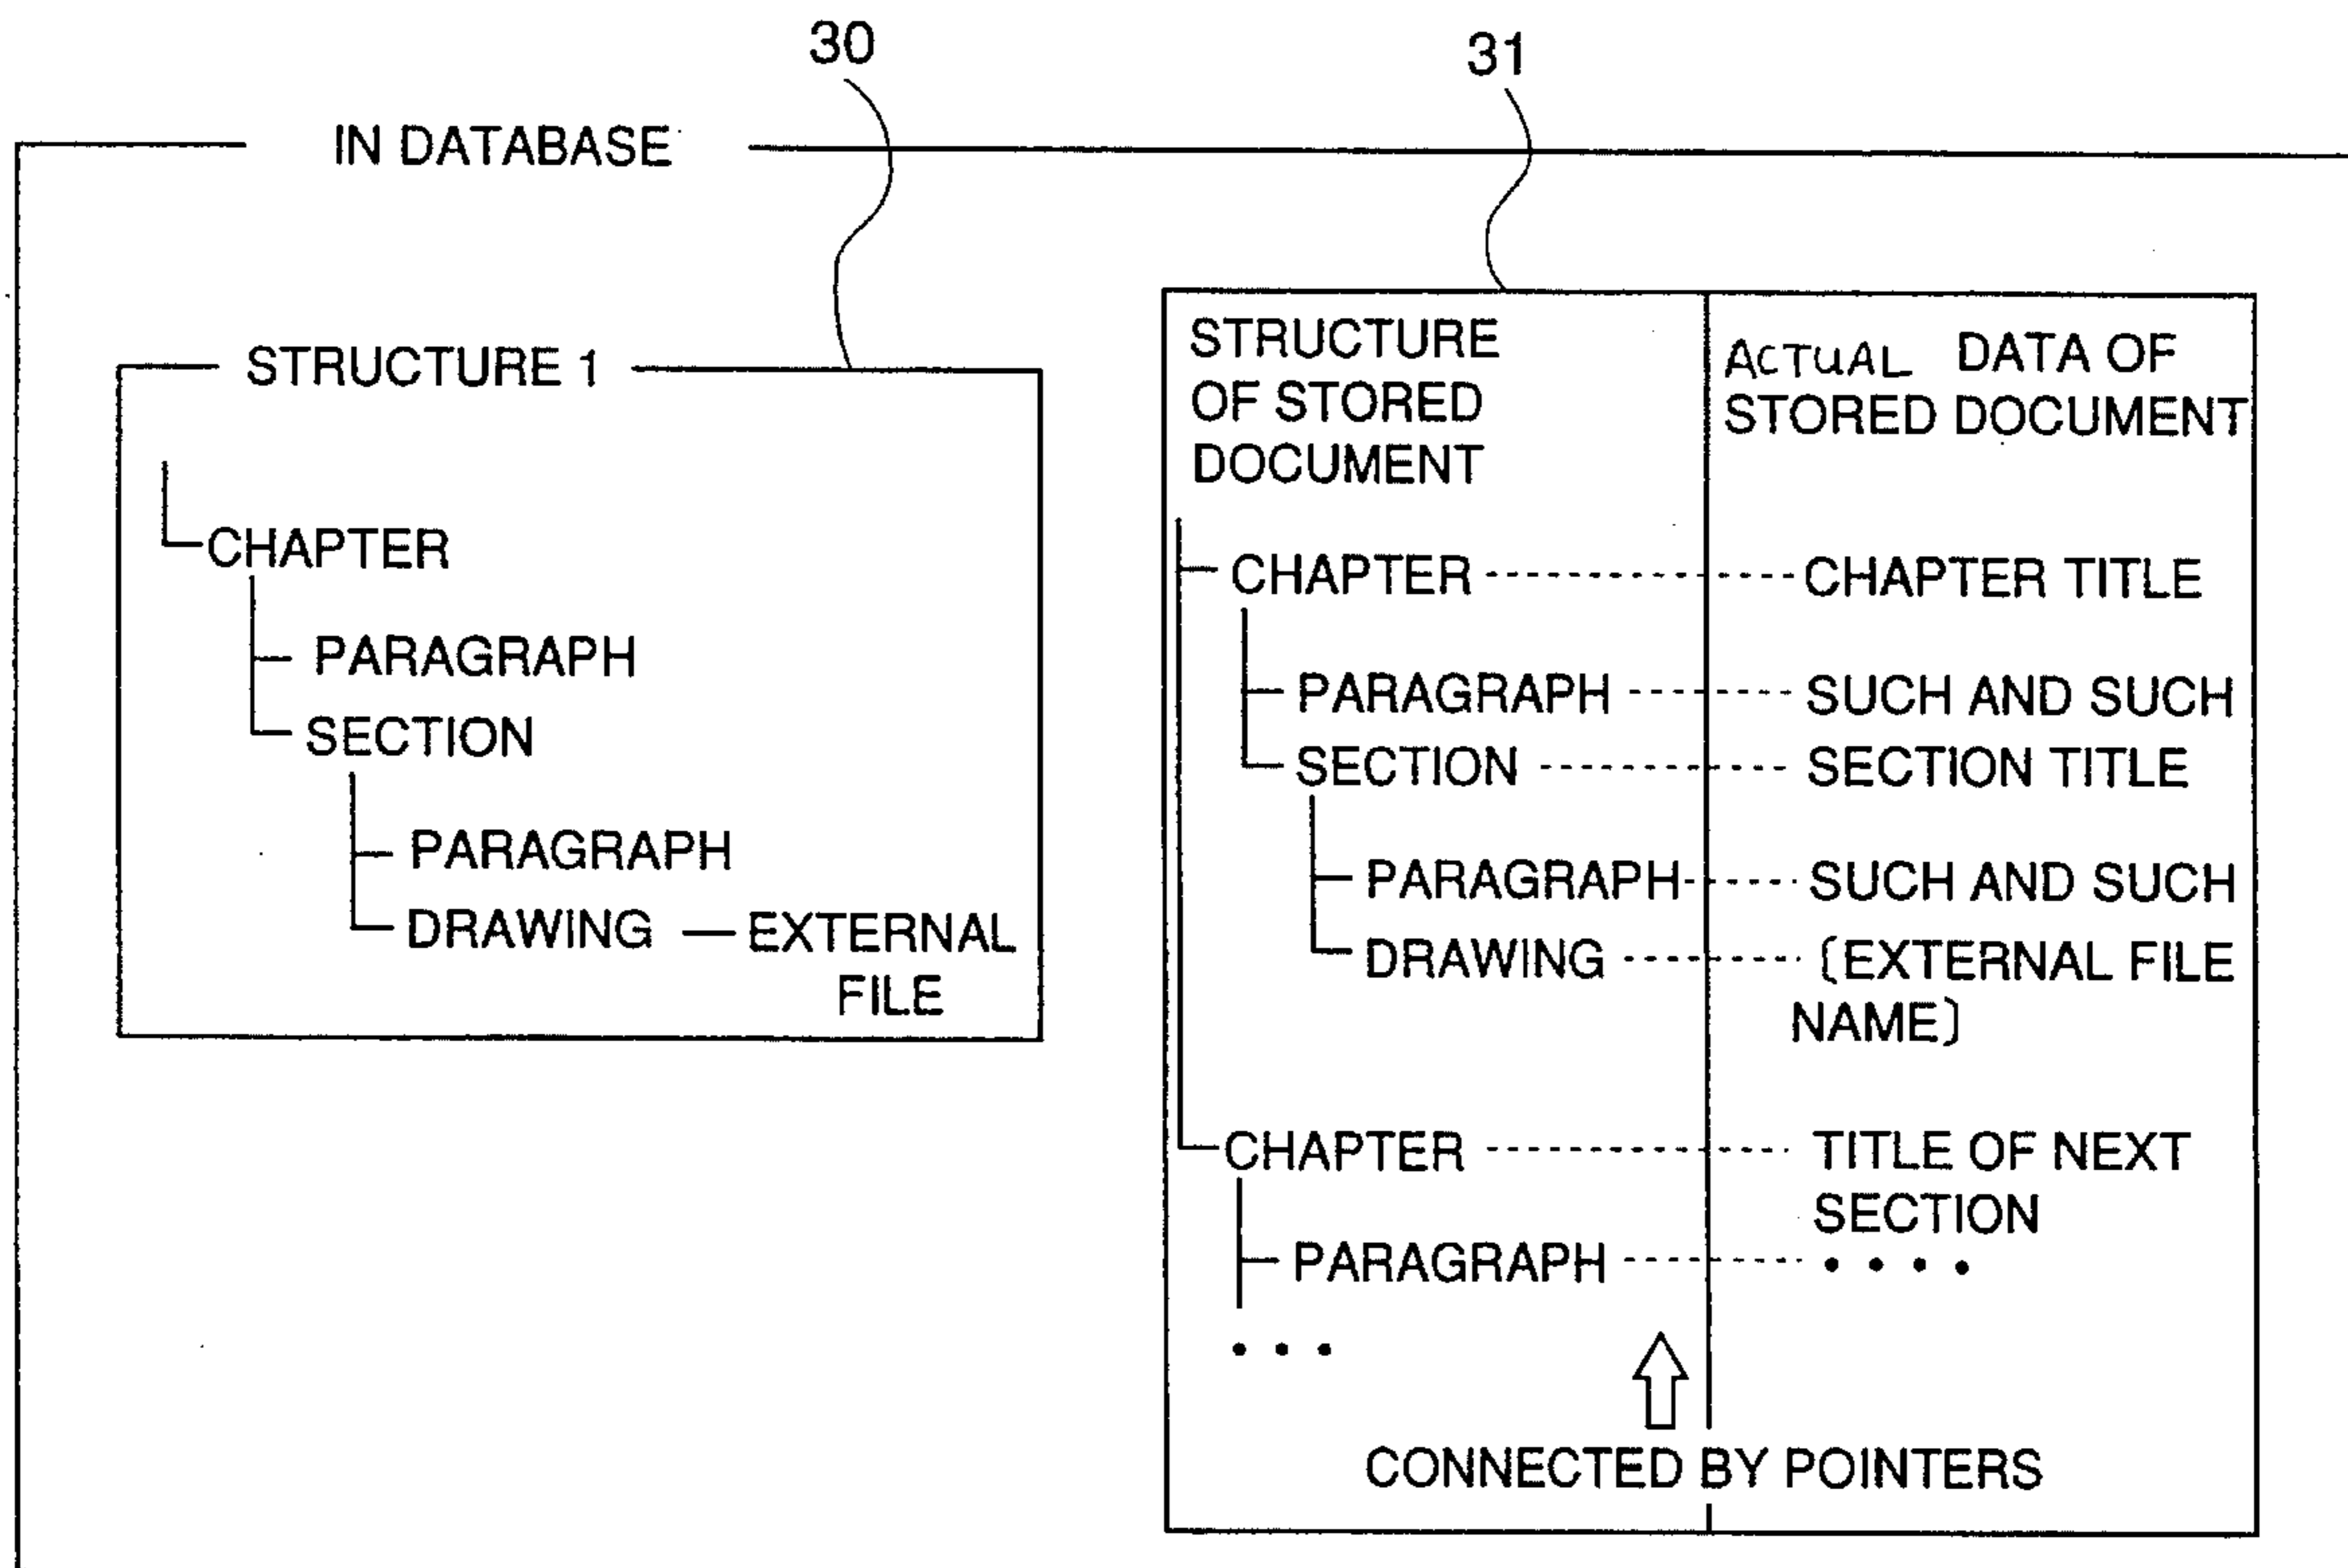 30
31
IN DATABASE
STRUCTURE 1
CHAPTER
PARAGRAPH
SECTION
PARAGRAPH
DRAWING — EXTERNAL
FILE
STRUCTURE
OF STORED
DOCUMENT
ACTUAL DATA OF
STORED DOCUMENT
CHAPTER ---------- CHAPTER TITLE
PARAGRAPH ------ SUCH AND SUCH
SECTION --------- SECTION TITLE
PARAGRAPH ------ SUCH AND SUCH
DRAWING ------- [EXTERNAL FILE
NAME]
CHAPTER ---------- TITLE OF NEXT
SECTION
PARAGRAPH ------ • • • •
• • •
CONNECTED BY POINTERS